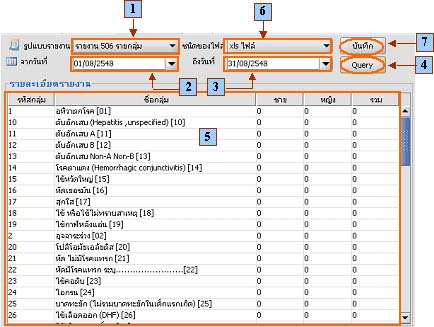 1
6
รูปแบบรายงาน รายงาน 506 รายกลุ่ม ชนิดของไฟล์ xls ไฟล์ บันทึก 7
จากวันที่ 01/08/2548 ถึงวันที่ 31/08/2548 Query 4
2 3
รายละเอียดรายงาน
รหัสกลุ่ม ชื่อกลุ่ม ชาย หญิง รวม
1 อหิวาตกโรค [01] 0 0 0
10 ตับอักเสบ (Hepatitis ,unspecified) [10] 0 0 0
11 ตับอักเสบ A [11] 5 0 0 0
12 ตับอักเสบ B [12] 0 0 0
13 ตับอักเสบ Non-A Non-B [13] 0 0 0
14 โรคตาแดง (Hemorrhagic conjunctivitis) [14] 0 0 0
15 ไข้หวัดใหญ่ [15] 0 0 0
16 หัดเยอรมัน [16] 0 0 0
17 สุกใส [17] 0 0 0
18 ไข้ หรือไข้ไม่ทราบสาเหตุ [18] 0 0 0
19 ไข้กาฬหลังแอ่น [19] 0 0 0
2 อุจจาระร่วง [02] 0 0 0
20 โปลิโอมัยเอลัยติส [20] 0 0 0
21 หัด ไม่มีโรคแทรก [21] 0 0 0
22 หัดมีโรคแทรก ระบุ........................[22] 0 0 0
23 ไข้คอตีบ [23] 0 0 0
24 ไอกรน [24] 0 0 0
25 บาดทะยัก (ไม่รวมบาดทะยักในเด็กแรกเกิด) [25] 0 0 0
26 ไข้เลือดออก (DHF) [26] 0 0 0